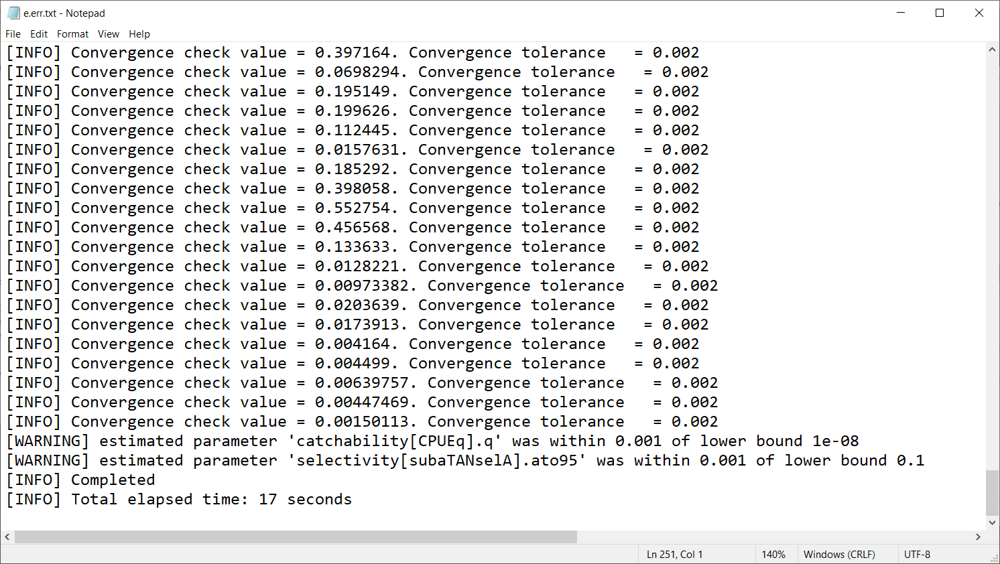 e.err.txt - Notepad
File Edit Format View Help
[INFO] Convergence check value = 0.397164. Convergence tolerance   = 0.002
[INFO] Convergence check value = 0.0698294. Convergence tolerance   = 0.002
[INFO] Convergence check value = 0.195149. Convergence tolerance   = 0.002
[INFO] Convergence check value = 0.199626. Convergence tolerance   = 0.002
[INFO] Convergence check value = 0.112445. Convergence tolerance   = 0.002
[INFO] Convergence check value = 0.0157631. Convergence tolerance   = 0.002
[INFO] Convergence check value = 0.185292. Convergence tolerance   = 0.002
[INFO] Convergence check value = 0.398058. Convergence tolerance   = 0.002
[INFO] Convergence check value = 0.552754. Convergence tolerance   = 0.002
[INFO] Convergence check value = 0.456568. Convergence tolerance   = 0.002
[INFO] Convergence check value = 0.133633. Convergence tolerance   = 0.002
[INFO] Convergence check value = 0.0128221. Convergence tolerance   = 0.002
[INFO] Convergence check value = 0.00973382. Convergence tolerance   = 0.002
[INFO] Convergence check value = 0.0203639. Convergence tolerance   = 0.002
[INFO] Convergence check value = 0.0173913. Convergence tolerance   = 0.002
[INFO] Convergence check value = 0.004164. Convergence tolerance   = 0.002
[INFO] Convergence check value = 0.004499. Convergence tolerance   = 0.002
[INFO] Convergence check value = 0.00639757. Convergence tolerance   = 0.002
[INFO] Convergence check value = 0.00447469. Convergence tolerance   = 0.002
[INFO] Convergence check value = 0.00150113. Convergence tolerance   = 0.002
[WARNING] estimated parameter 'catchability[CPUEq].q' was within 0.001 of lower bound 1e-08
[WARNING] estimated parameter 'selectivity[subaTANselA].ato95' was within 0.001 of lower bound 0.1
[INFO] Completed
[INFO] Total elapsed time: 17 seconds
Ln 251, Col 1 140% Windows (CRLF) UTF-8